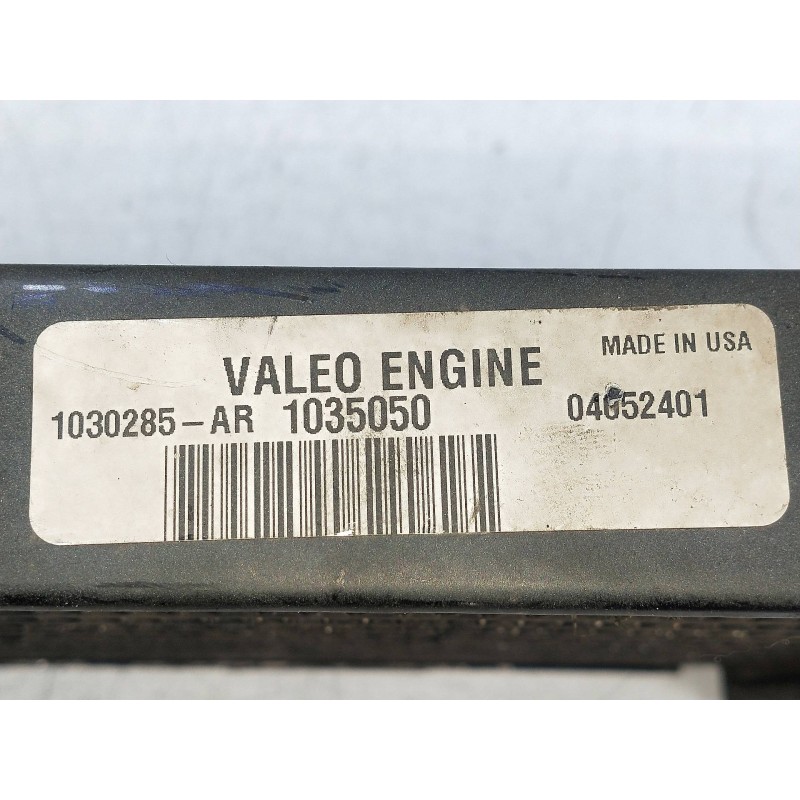 VALEO ENGINE MADE IN USA
1030285-AR 1035050 04052401